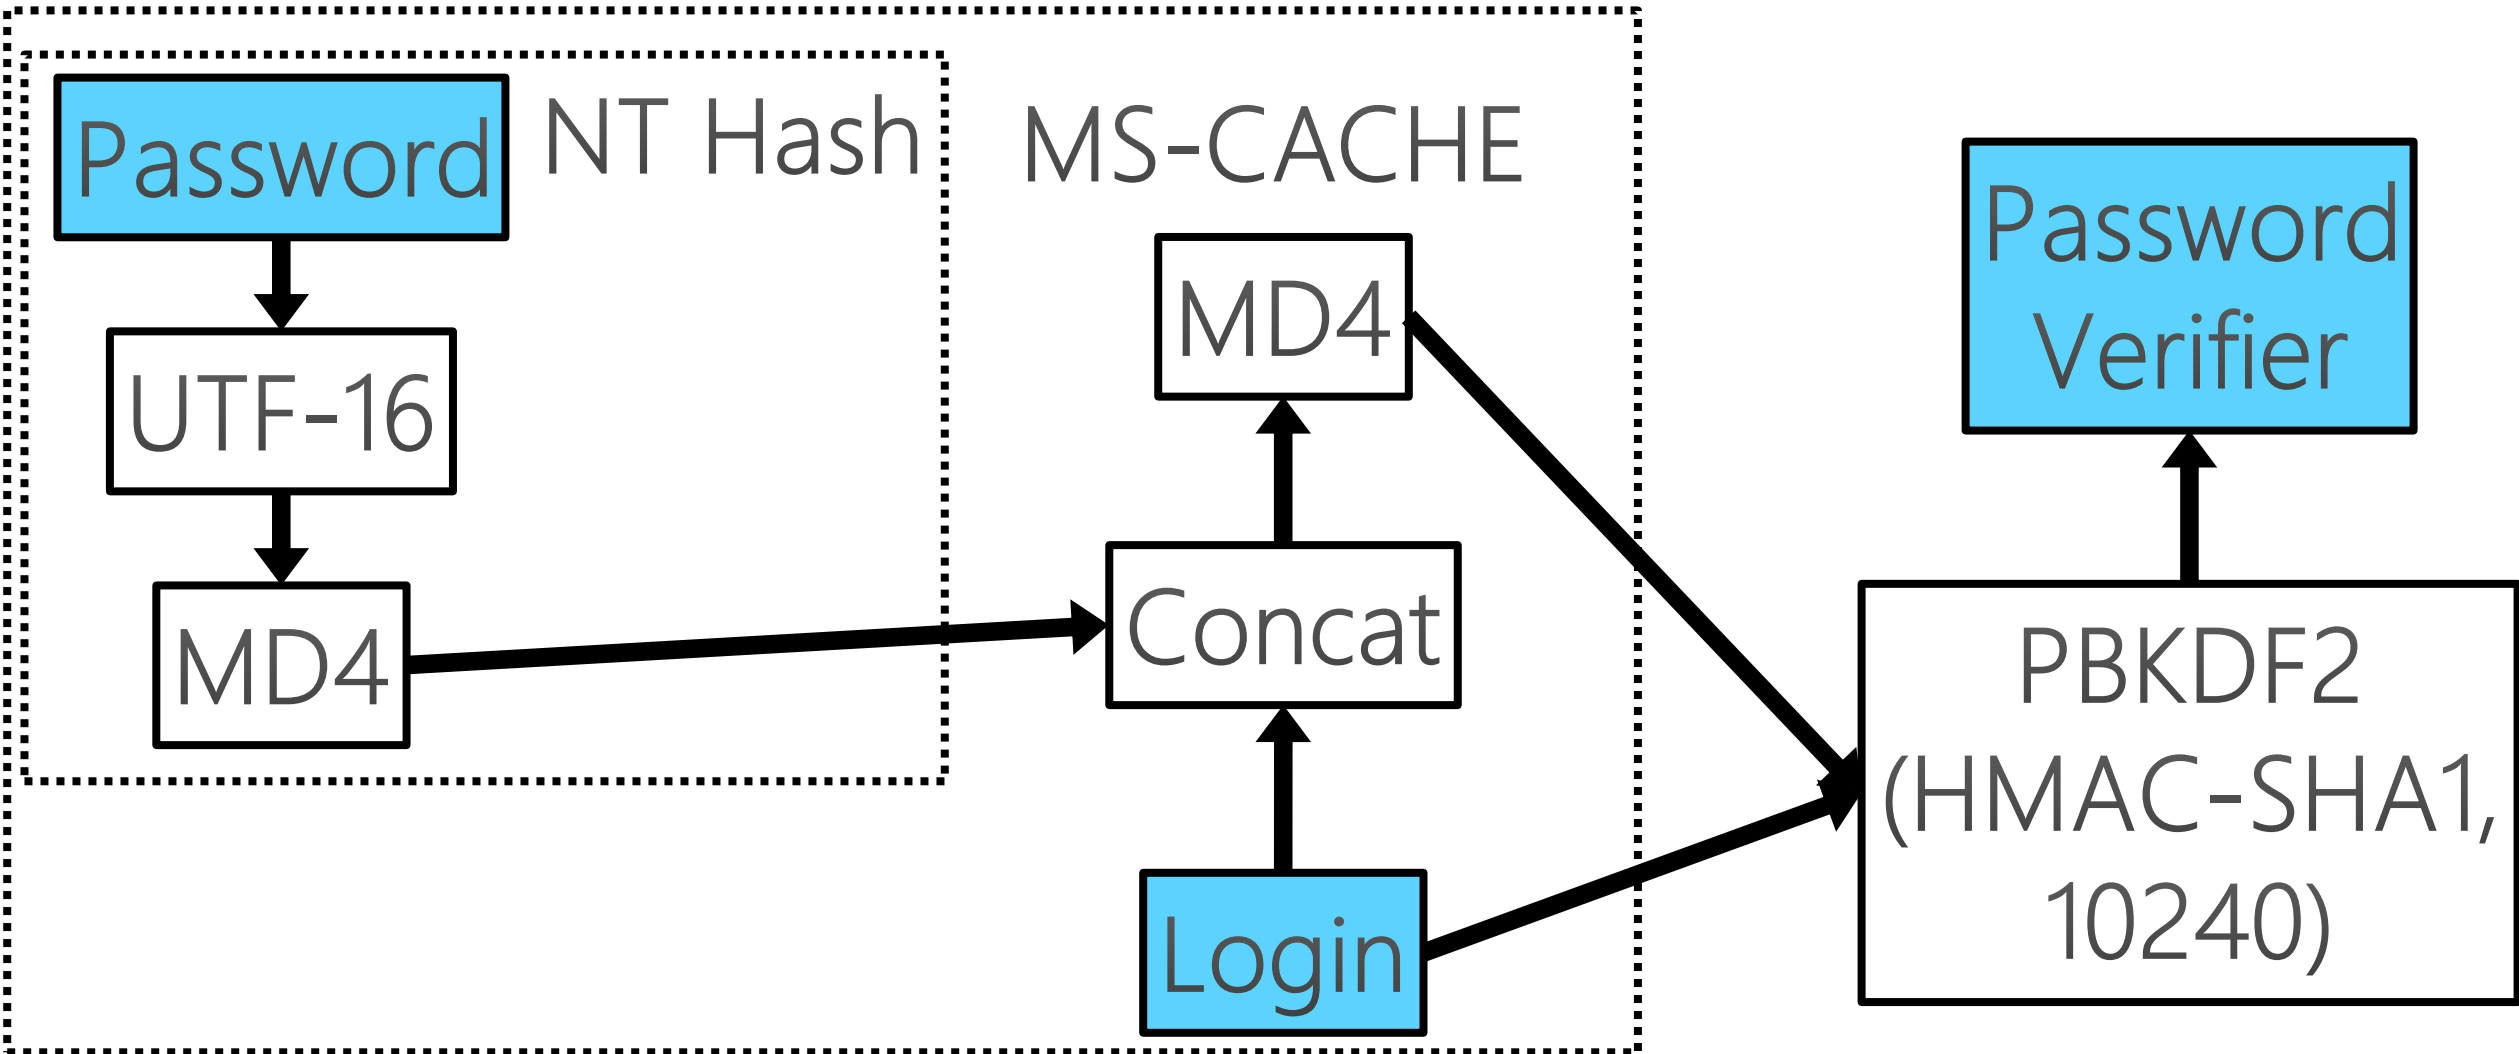 Password
NT Hash
MS-CACHE
UTF-16
MD4
MD4
Concat
Login
Password
Verifier
PBKDF2
(HMAC-SHA1,
10240)